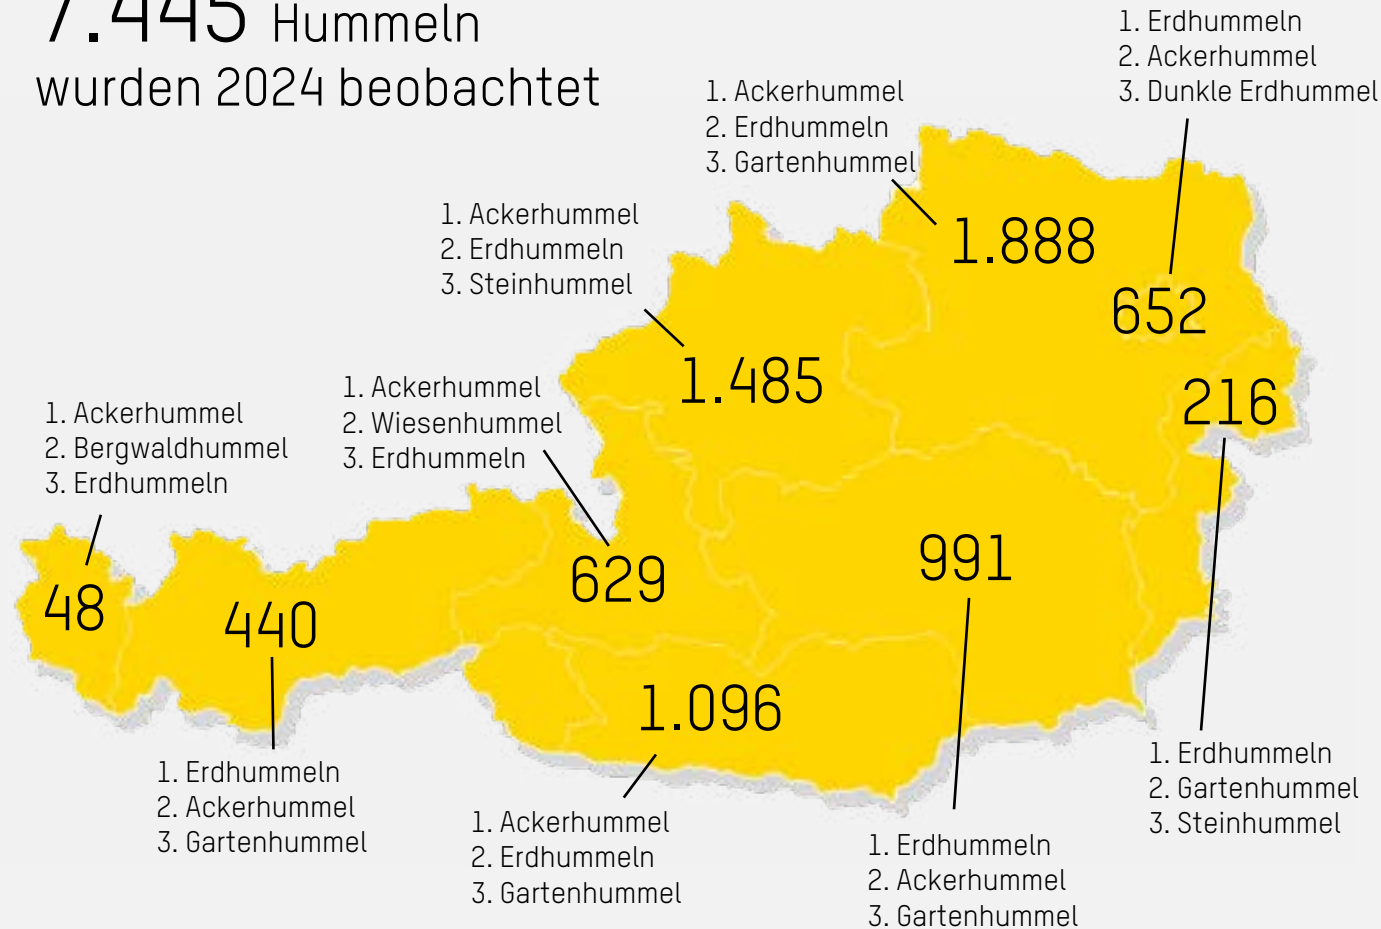 7.445 Hummeln
wurden 2024 beobachtet
1. Erdhummeln
2. Ackerhummel
3. Dunkle Erdhummel
1. Ackerhummel
2. Erdhummeln
3. Gartenhummel
1.888
652
1. Ackerhummel
2. Erdhummeln
3. Steinhummel
1.485
216
1. Ackerhummel
2. Wiesenhummel
3. Erdhummeln
629
1. Ackerhummel
2. Bergwaldhummel
3. Erdhummeln
48
440
991
1.096
1. Erdhummeln
2. Ackerhummel
3. Gartenhummel
1. Ackerhummel
2. Erdhummeln
3. Gartenhummel
1. Erdhummeln
2. Ackerhummel
3. Gartenhummel
1. Erdhummeln
2. Gartenhummel
3. Steinhummel